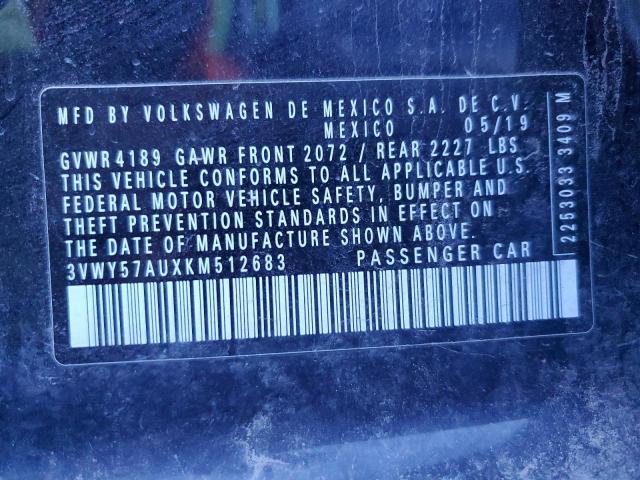 MFD BY VOLKSWAGEN DE MEXICO S.A. DE C.V.
MEXICO 05/19
GVWR 4189 GAWR FRONT 2072 / REAR 2227 LBS
THIS VEHICLE CONFORMS TO ALL APPLICABLE U.S.
FEDERAL MOTOR VEHICLE SAFETY, BUMPER AND
THEFT PREVENTION STANDARDS IN EFFECT ON
THE DATE OF MANUFACTURE SHOWN ABOVE.
3VWY57AUXKM512683 PASSENGER CAR
2263033 3409 M